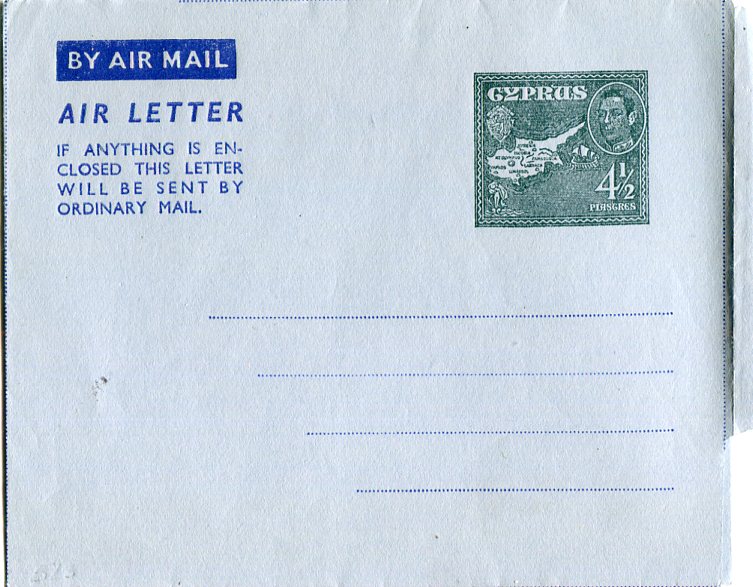 BY AIR MAIL
AIR LETTER
IF ANYTHING IS EN-
CLOSED THIS LETTER
WILL BE SENT BY
ORDINARY MAIL.
CYPRUS
4½
PIASTRES